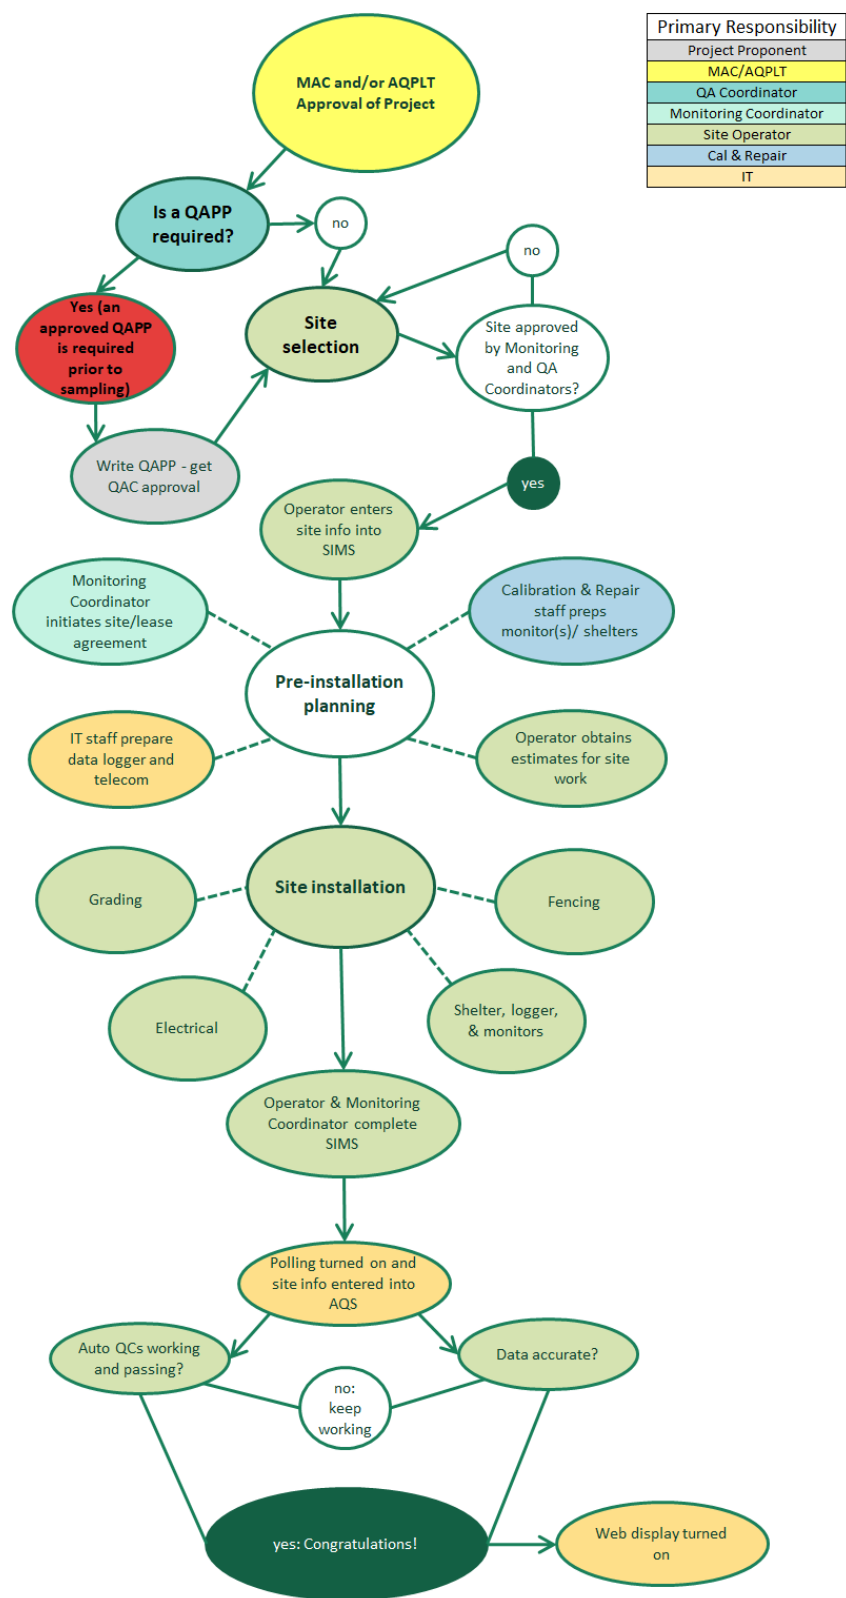 Primary Responsibility
Project Proponent
MAC/AQPLT
QA Coordinator
Monitoring Coordinator
Site Operator
Cal & Repair
IT
MAC and/or AQPLT
Approval of Project
Is a QAPP
required?
no
no
Yes (an
approved QAPP
is required
prior to
sampling)
Site
selection
Site approved
by Monitoring
and QA
Coordinators?
Write QAPP - get
QAC approval
yes
Operator enters
site info into
SIMS
Monitoring
Coordinator
initiates site/lease
agreement
Calibration & Repair
staff preps
monitor(s)/ shelters
Pre-installation
planning
IT staff prepare
data logger and
telecom
Operator obtains
estimates for site
work
Site installation
Grading
Fencing
Electrical
Shelter, logger,
& monitors
Operator & Monitoring
Coordinator complete
SIMS
Polling turned on and
site info entered into
AQS
Auto QCs working
and passing?
Data accurate?
no:
keep
working
yes: Congratulations!
Web display turned
on